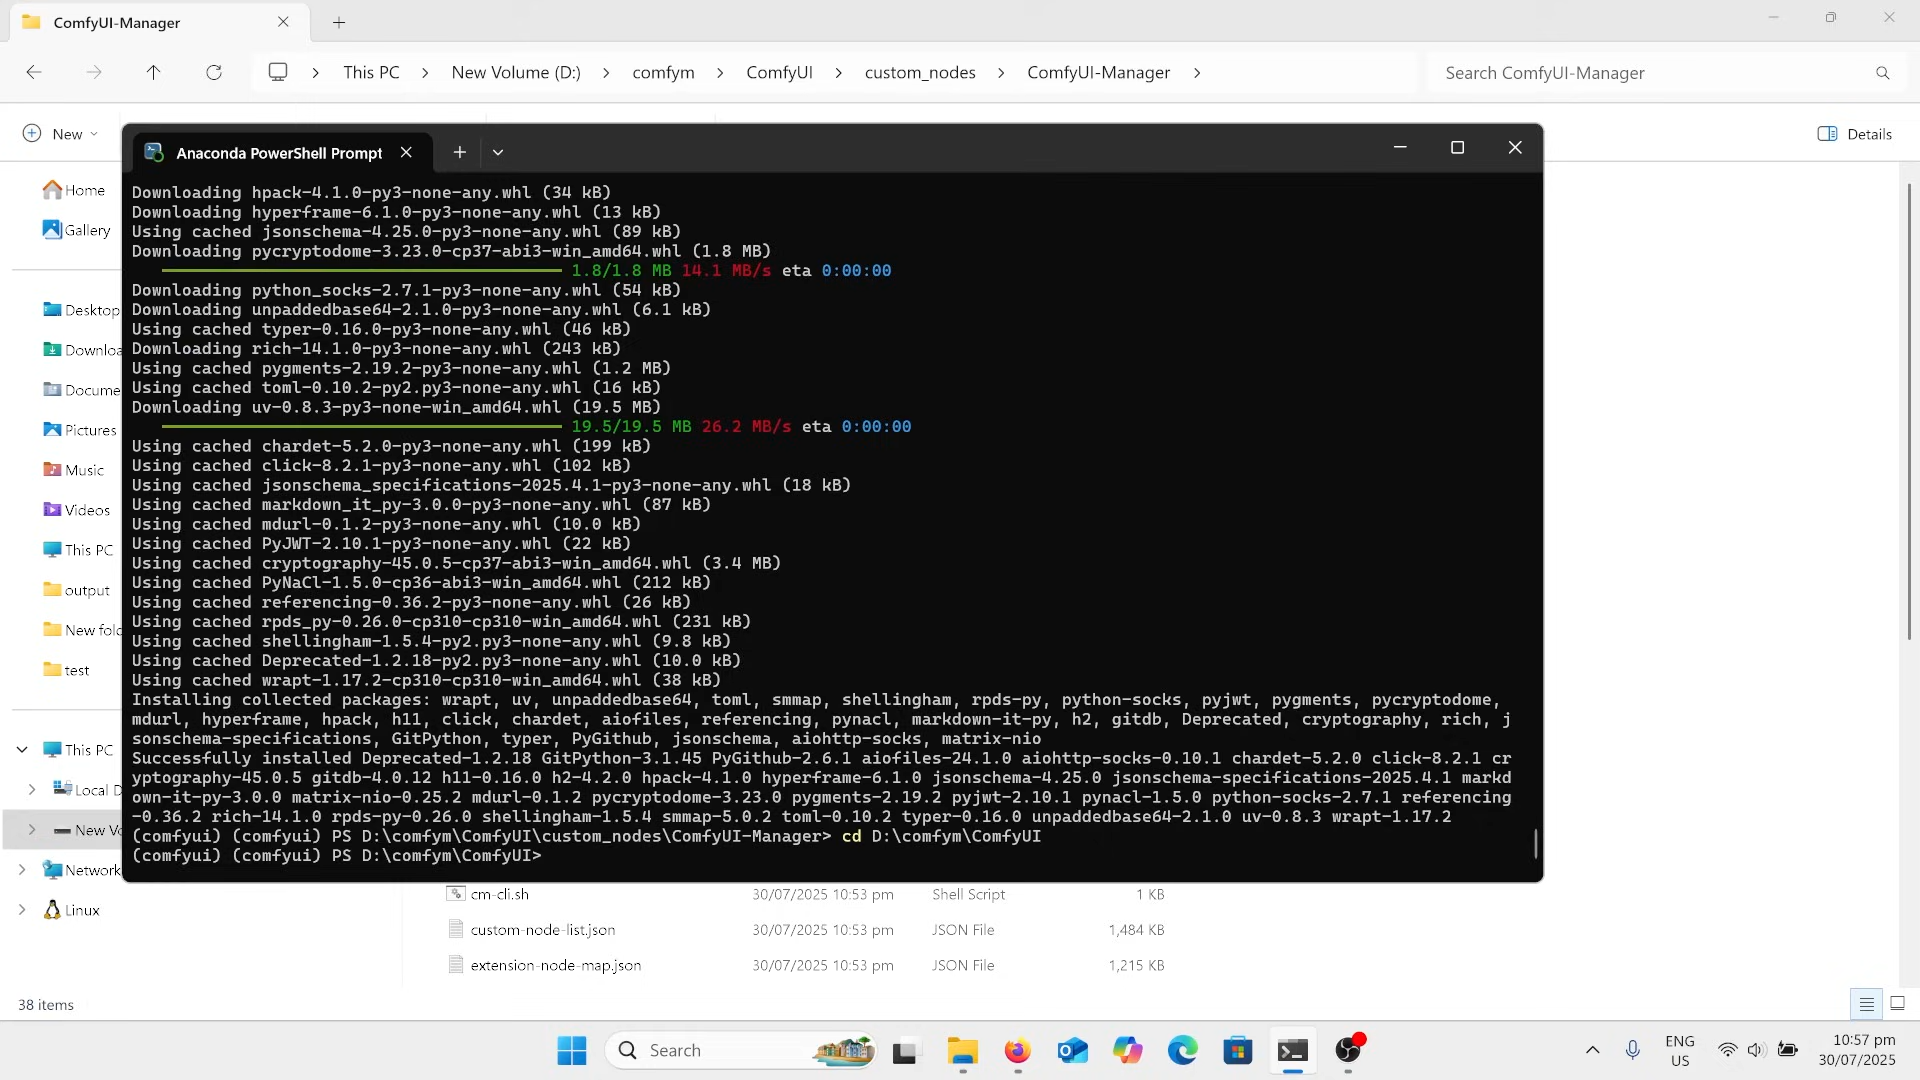 ComfyUI-Manager
This PC > New Volume (D:) > comfym > ComfyUI > custom_nodes > ComfyUI-Manager >
Search ComfyUI-Manager
New
Details
Home
Gallery
Desktop
Downloa
Docume
Pictures
Music
Videos
This PC
output
New fold
test
This PC
Local D
New Vo
Network
Linux
Anaconda PowerShell Prompt
Downloading hpack-4.1.0-py3-none-any.whl (34 kB)
Downloading hyperframe-6.1.0-py3-none-any.whl (13 kB)
Using cached jsonschema-4.25.0-py3-none-any.whl (89 kB)
Downloading pycryptodome-3.23.0-cp37-abi3-win_amd64.whl (1.8 MB)
1.8/1.8 MB 14.1 MB/s eta 0:00:00
Downloading python_socks-2.7.1-py3-none-any.whl (54 kB)
Downloading unpaddedbase64-2.1.0-py3-none-any.whl (6.1 kB)
Using cached typer-0.16.0-py3-none-any.whl (46 kB)
Downloading rich-14.1.0-py3-none-any.whl (243 kB)
Using cached pygments-2.19.2-py3-none-any.whl (1.2 MB)
Using cached toml-0.10.2-py2.py3-none-any.whl (16 kB)
Downloading uv-0.8.3-py3-none-win_amd64.whl (19.5 MB)
19.5/19.5 MB 26.2 MB/s eta 0:00:00
Using cached chardet-5.2.0-py3-none-any.whl (199 kB)
Using cached click-8.2.1-py3-none-any.whl (102 kB)
Using cached jsonschema_specifications-2025.4.1-py3-none-any.whl (18 kB)
Using cached markdown_it_py-3.0.0-py3-none-any.whl (87 kB)
Using cached mdurl-0.1.2-py3-none-any.whl (10.0 kB)
Using cached PyJWT-2.10.1-py3-none-any.whl (22 kB)
Using cached cryptography-45.0.5-cp37-abi3-win_amd64.whl (3.4 MB)
Using cached PyNaCl-1.5.0-cp36-abi3-win_amd64.whl (212 kB)
Using cached referencing-0.36.2-py3-none-any.whl (26 kB)
Using cached rpds_py-0.26.0-cp310-cp310-win_amd64.whl (231 kB)
Using cached shellingham-1.5.4-py2.py3-none-any.whl (9.8 kB)
Using cached Deprecated-1.2.18-py2.py3-none-any.whl (10.0 kB)
Using cached wrapt-1.17.2-cp310-cp310-win_amd64.whl (38 kB)
Installing collected packages: wrapt, uv, unpaddedbase64, toml, smmap, shellingham, rpds-py, python-socks, pyjwt, pygments, pycryptodome,
mdurl, hyperframe, hpack, h11, click, chardet, aiofiles, referencing, pynacl, markdown-it-py, h2, gitdb, Deprecated, cryptography, rich, j
sonschema-specifications, GitPython, typer, PyGithub, jsonschema, aiohttp-socks, matrix-nio
Successfully installed Deprecated-1.2.18 GitPython-3.1.45 PyGithub-2.6.1 aiofiles-24.1.0 aiohttp-socks-0.10.1 chardet-5.2.0 click-8.2.1 cr
yptography-45.0.5 gitdb-4.0.12 h11-0.16.0 h2-4.2.0 hpack-4.1.0 hyperframe-6.1.0 jsonschema-4.25.0 jsonschema-specifications-2025.4.1 markd
own-it-py-3.0.0 matrix-nio-0.25.2 mdurl-0.1.2 pycryptodome-3.23.0 pygments-2.19.2 pyjwt-2.10.1 pynacl-1.5.0 python-socks-2.7.1 referencing
-0.36.2 rich-14.1.0 rpds-py-0.26.0 shellingham-1.5.4 smmap-5.0.2 toml-0.10.2 typer-0.16.0 unpaddedbase64-2.1.0 uv-0.8.3 wrapt-1.17.2
(comfyui) (comfyui) PS D:\comfym\ComfyUI\custom_nodes\ComfyUI-Manager> cd D:\comfym\ComfyUI
(comfyui) (comfyui) PS D:\comfym\ComfyUI>
cm-cli.sh 30/07/2025 10:53 pm Shell Script 1 KB
custom-node-list.json 30/07/2025 10:53 pm JSON File 1,484 KB
extension-node-map.json 30/07/2025 10:53 pm JSON File 1,215 KB
38 items
Search
ENG
US
10:57 pm
30/07/2025